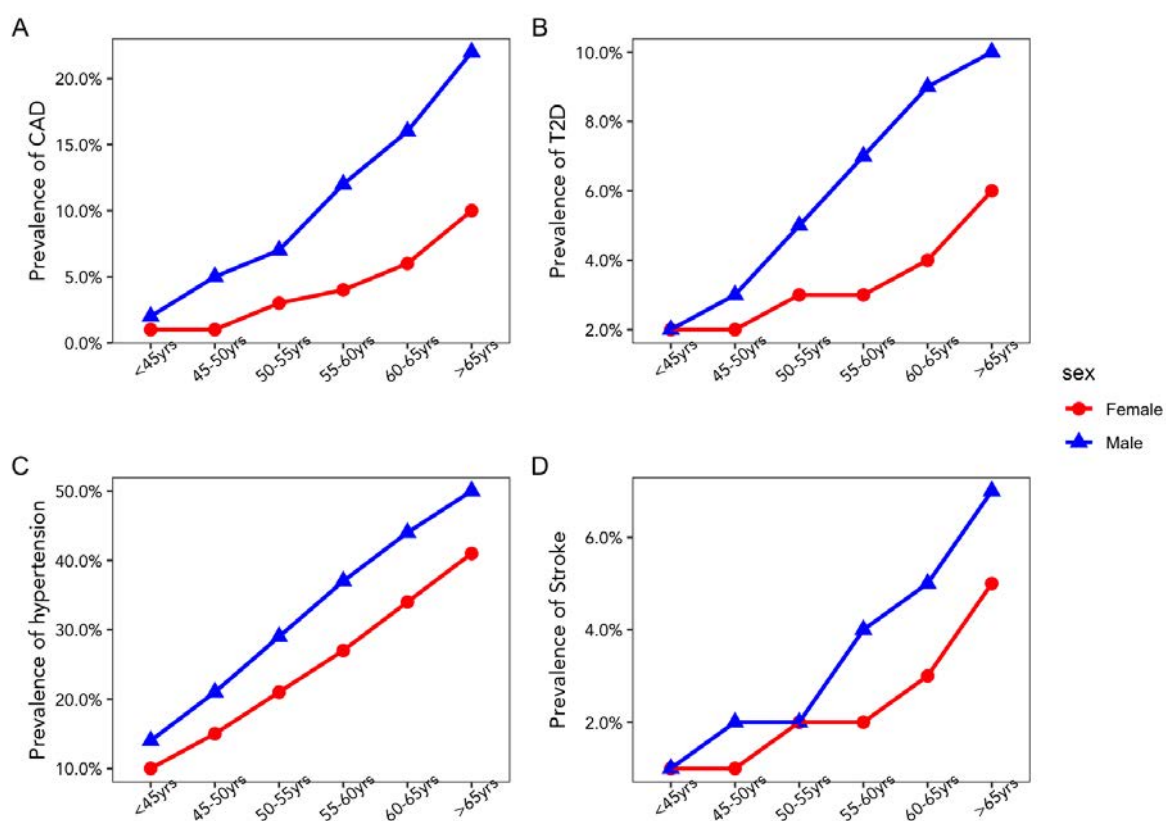 A
Prevalence of CAD
20.0%
15.0%
10.0%
5.0%
0.0%
<45yrs
45-50yrs
50-55yrs
55-60yrs
60-65yrs
>65yrs
B
Prevalence of T2D
10.0%
8.0%
6.0%
4.0%
2.0%
<45yrs
45-50yrs
50-55yrs
55-60yrs
60-65yrs
>65yrs
sex
Female
Male
C
Prevalence of hypertension
50.0%
40.0%
30.0%
20.0%
10.0%
<45yrs
45-50yrs
50-55yrs
55-60yrs
60-65yrs
>65yrs
D
Prevalence of Stroke
6.0%
4.0%
2.0%
<45yrs
45-50yrs
50-55yrs
55-60yrs
60-65yrs
>65yrs